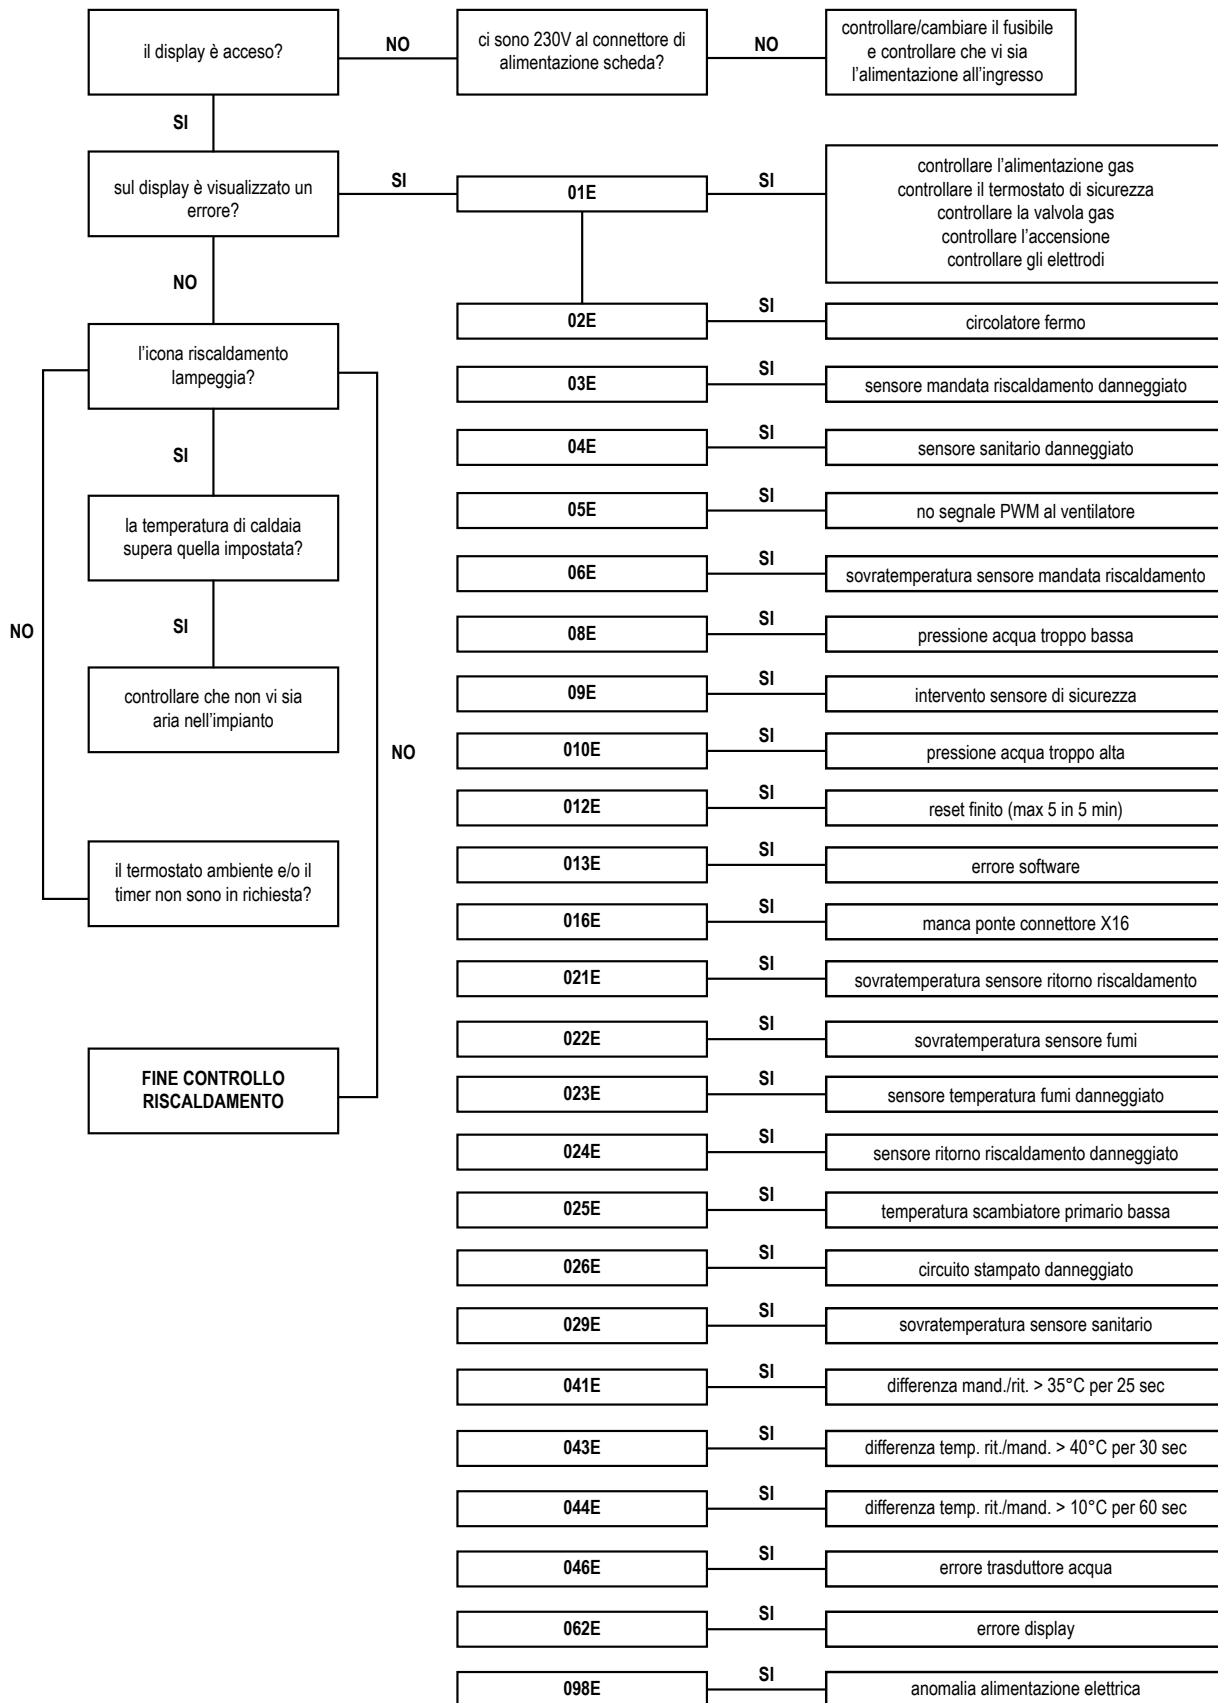 il display è acceso?
NO
ci sono 230V al connettore di
alimentazione scheda?
NO
controllare/cambiare il fusibile
e controllare che vi sia
l’alimentazione all’ingresso
SI
sul display è visualizzato un
errore?
SI
01E
SI
controllare l’alimentazione gas
controllare il termostato di sicurezza
controllare la valvola gas
controllare l’accensione
controllare gli elettrodi
NO
02E
SI
circolatore fermo
l’icona riscaldamento
lampeggia?
03E
SI
sensore mandata riscaldamento danneggiato
SI
04E
SI
sensore sanitario danneggiato
la temperatura di caldaia
supera quella impostata?
05E
SI
no segnale PWM al ventilatore
06E
SI
sovratemperatura sensore mandata riscaldamento
NO
SI
08E
SI
pressione acqua troppo bassa
controllare che non vi sia
aria nell’impianto
09E
SI
intervento sensore di sicurezza
NO
010E
SI
pressione acqua troppo alta
012E
SI
reset finito (max 5 in 5 min)
il termostato ambiente e/o il
timer non sono in richiesta?
013E
SI
errore software
016E
SI
manca ponte connettore X16
021E
SI
sovratemperatura sensore ritorno riscaldamento
022E
SI
sovratemperatura sensore fumi
FINE CONTROLLO
RISCALDAMENTO
023E
SI
sensore temperatura fumi danneggiato
024E
SI
sensore ritorno riscaldamento danneggiato
025E
SI
temperatura scambiatore primario bassa
026E
SI
circuito stampato danneggiato
029E
SI
sovratemperatura sensore sanitario
041E
SI
differenza mand./rit. > 35°C per 25 sec
043E
SI
differenza temp. rit./mand. > 40°C per 30 sec
044E
SI
differenza temp. rit./mand. > 10°C per 60 sec
046E
SI
errore trasduttore acqua
062E
SI
errore display
098E
SI
anomalia alimentazione elettrica